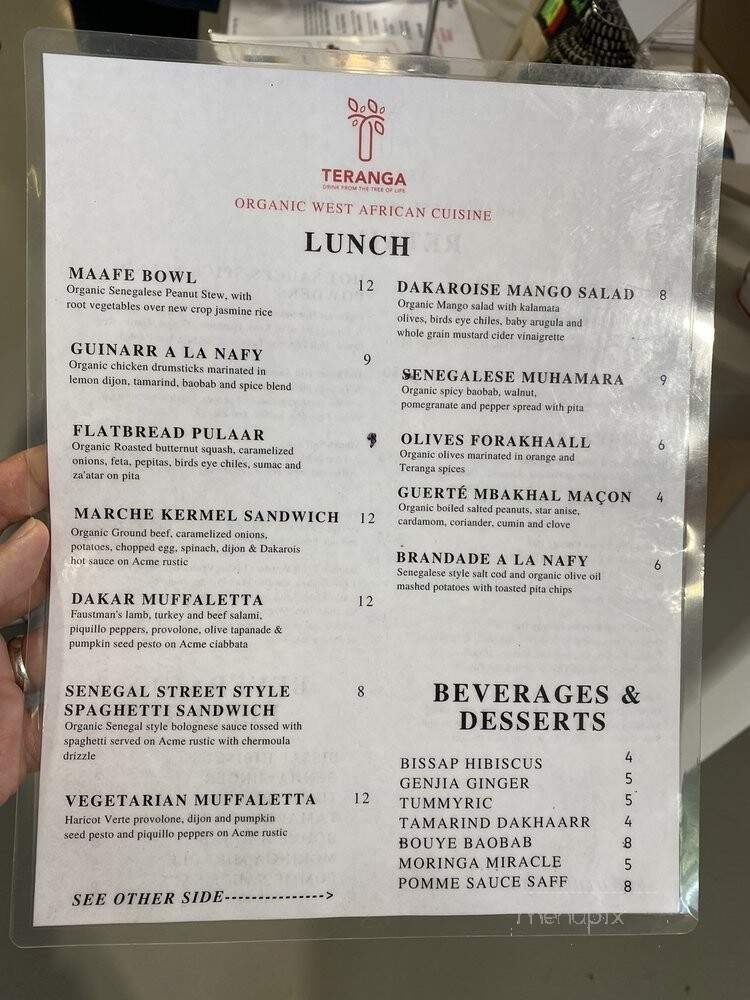 TERANGA
DRINK FROM THE TREE OF LIFE
ORGANIC WEST AFRICAN CUISINE
LUNCH
MAAFE BOWL 12
Organic Senegalese Peanut Stew, with
root vegetables over new crop jasmine rice
GUINARR A LA NAFY 9
Organic chicken drumsticks marinated in
lemon dijon, tamarind, baobab and spice blend
FLATBREAD PULAAR
Organic Roasted butternut squash, caramelized
onions, feta, pepitas, birds eye chiles, sumac and
za'atar on pita
MARCHE KERMEL SANDWICH 12
Organic Ground beef, caramelized onions,
potatoes, chopped egg, spinach, dijon & Dakarois
hot sauce on Acme rustic
DAKAR MUFFALETTA 12
Faustman's lamb, turkey and beef salami,
piquillo peppers, provolone, olive tapanade &
pumpkin seed pesto on Acme ciabbata
SENEGAL STREET STYLE 8
SPAGHETTI SANDWICH
Organic Senegal style bolognese sauce tossed with
spaghetti served on Acme rustic with chermoula
drizzle
VEGETARIAN MUFFALETTA 12
Haricot Verte provolone, dijon and pumpkin
seed pesto and piquillo peppers on Acme rustic
SEE OTHER SIDE--------------->
DAKAROISE MANGO SALAD 8
Organic Mango salad with kalamata
olives, birds eye chiles, baby arugula and
whole grain mustard cider vinaigrette
SENEGALESE MUHAMARA 9
Organic spicy baobab, walnut,
pomegranate and pepper spread with pita
OLIVES FORAKHAALL 6
Organic olives marinated in orange and
Teranga spices
GUERTÉ MBAKHAL MAÇON 4
Organic boiled salted peanuts, star anise,
cardamom, coriander, cumin and clove
BRANDADE A LA NAFY 6
Senegalese style salt cod and organic olive oil
mashed potatoes with toasted pita chips
BEVERAGES &
DESSERTS
BISSAP HIBISCUS 4
GENJIA GINGER 5
TUMMYRIC 5
TAMARIND DAKHAARR 4
BOUYE BAOBAB 8
MORINGA MIRACLE 5
POMME SAUCE SAFF 8
menupix